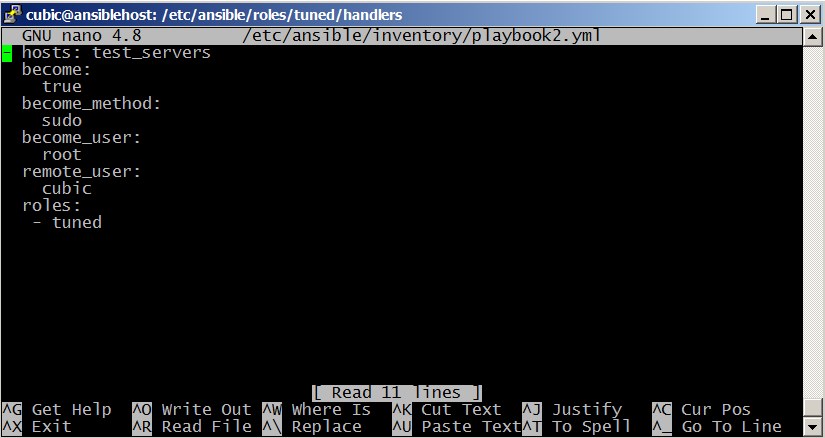 cubic@ansiblehost: /etc/ansible/roles/tuned/handlers
GNU nano 4.8 /etc/ansible/inventory/playbook2.yml
- hosts: test_servers
  become:
    true
  become_method:
    sudo
  become_user:
    root
  remote_user:
    cubic
  roles:
   - tuned
[ Read 11 lines ]
^G Get Help ^O Write Out ^W Where Is ^K Cut Text ^J Justify ^C Cur Pos
^X Exit ^R Read File ^\ Replace ^U Paste Text ^T To Spell ^_ Go To Line